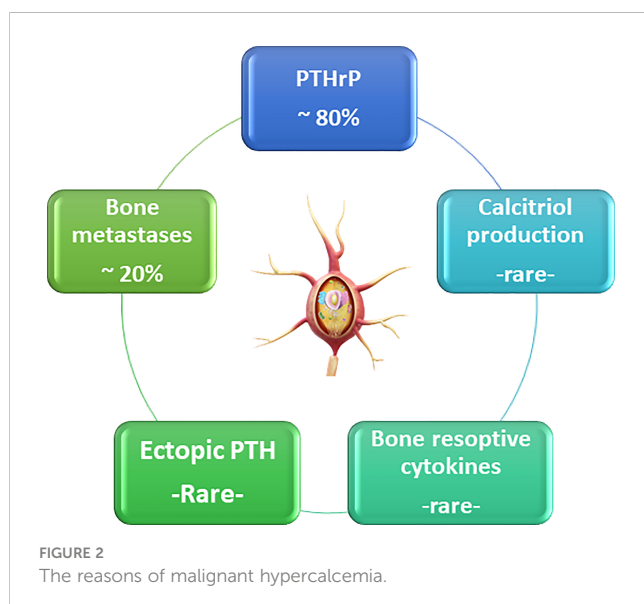 PTHrP
~ 80%
Calcitriol
production
-rare-
Bone resoptive
cytokines
-rare-
Ectopic PTH
-Rare-
Bone
metastases
~ 20%
FIGURE 2
The reasons of malignant hypercalcemia.